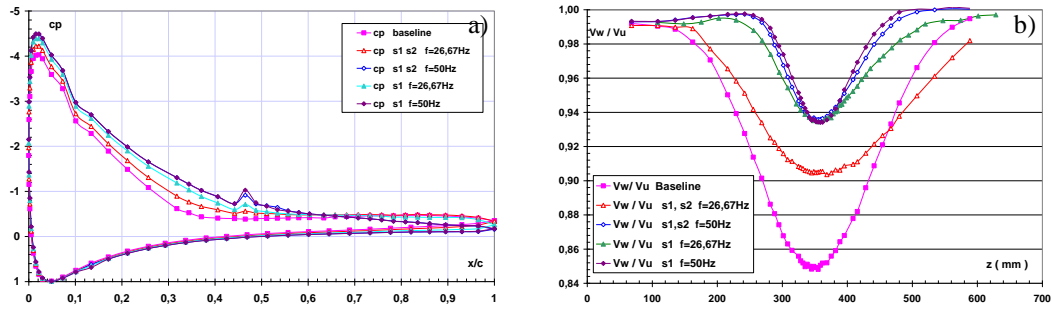 -5
cp
a)
cp Baseline
cp s1 s2 f=26,67Hz
cp s1 s2 f=50Hz
cp s1 f=26,67Hz
cp s1 f=50Hz
-4
-3
-2
-1
0
x/c
1
0 0,1 0,2 0,3 0,4 0,5 0,6 0,7 0,8 0,9 1
1,00
Vw / Vu
b)
0,98
0,96
0,94
0,92
0,90
Vw / Vu Baseline
Vw / Vu s1, s2 f=26,67Hz
0,88
Vw / Vu s1,s2 f=50Hz
Vw / Vu s1 f=26,67Hz
0,86
Vw / Vu s1 f=50Hz
z ( mm )
0,84
0 100 200 300 400 500 600 700